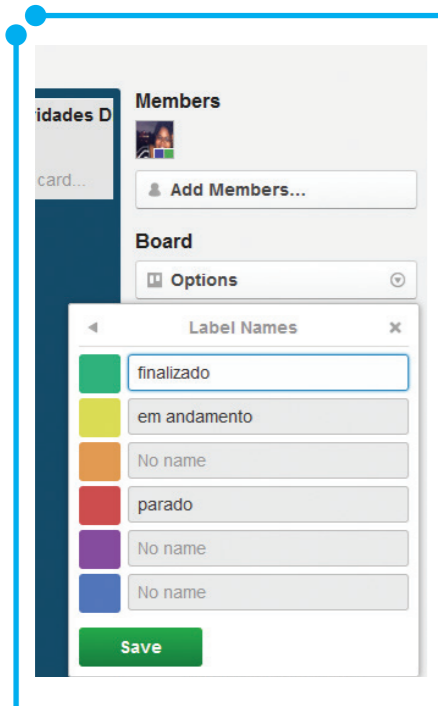 Members
ridades D
card...
Add Members...
Board
Options
Label Names
finalizado
em andamento
No name
parado
No name
No name
Save